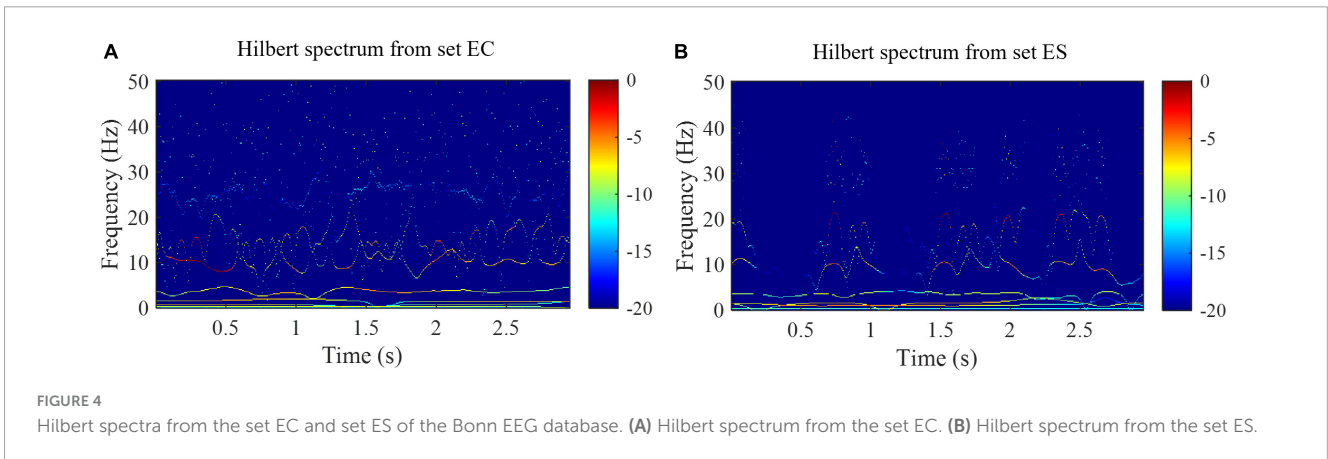 A
Hilbert spectrum from set EC
50
40
30
20
10
0
Frequency (Hz)
0.5 1 1.5 2 2.5
Time (s)
0
-5
-10
-15
-20
B
Hilbert spectrum from set ES
50
40
30
20
10
0
Frequency (Hz)
0.5 1 1.5 2 2.5
Time (s)
0
-5
-10
-15
-20
FIGURE 4
Hilbert spectra from the set EC and set ES of the Bonn EEG database. (A) Hilbert spectrum from the set EC. (B) Hilbert spectrum from the set ES.